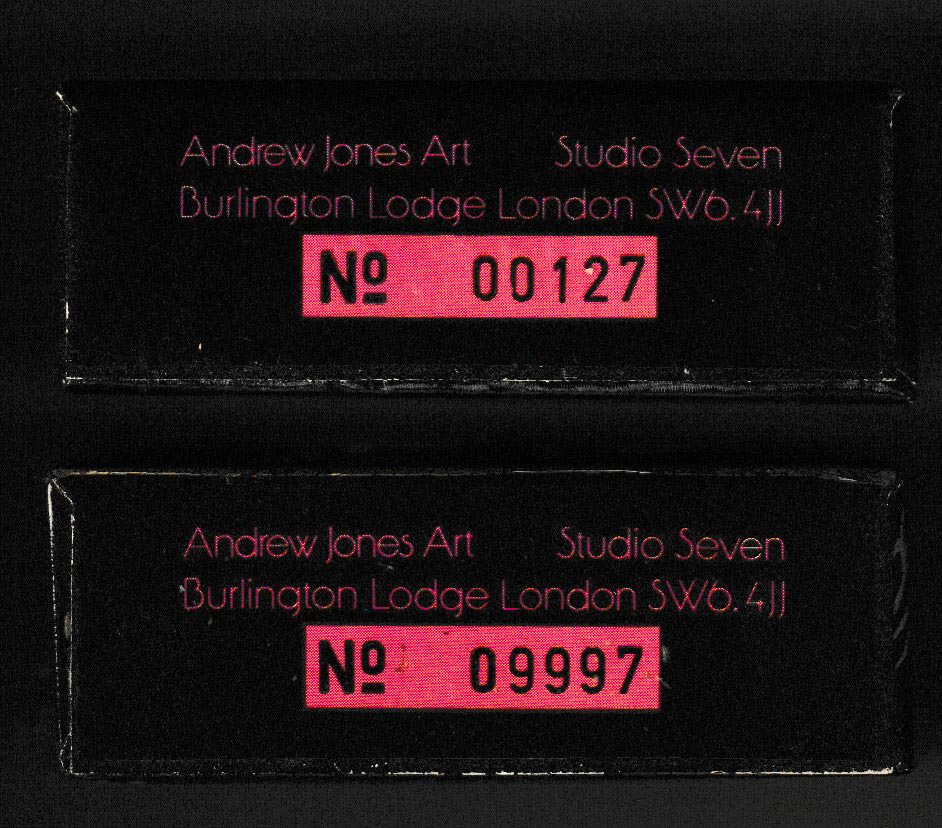 Andrew Jones Art Studio Seven
Burlington Lodge London SW6. 4JJ
Nº 00127
Andrew Jones Art Studio Seven
Burlington Lodge London SW6. 4JJ
Nº 09997